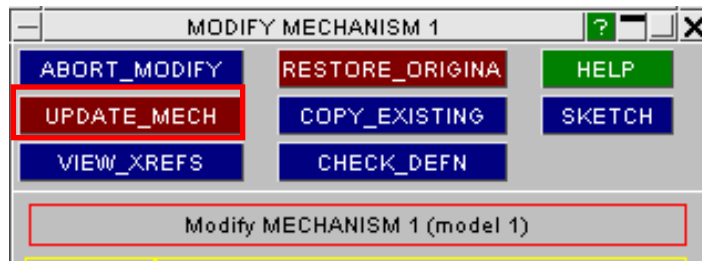 MODIFY MECHANISM 1 ?
ABORT_MODIFY RESTORE_ORIGINA HELP
UPDATE_MECH COPY_EXISTING SKETCH
VIEW_XREFS CHECK_DEFN
Modify MECHANISM 1 (model 1)